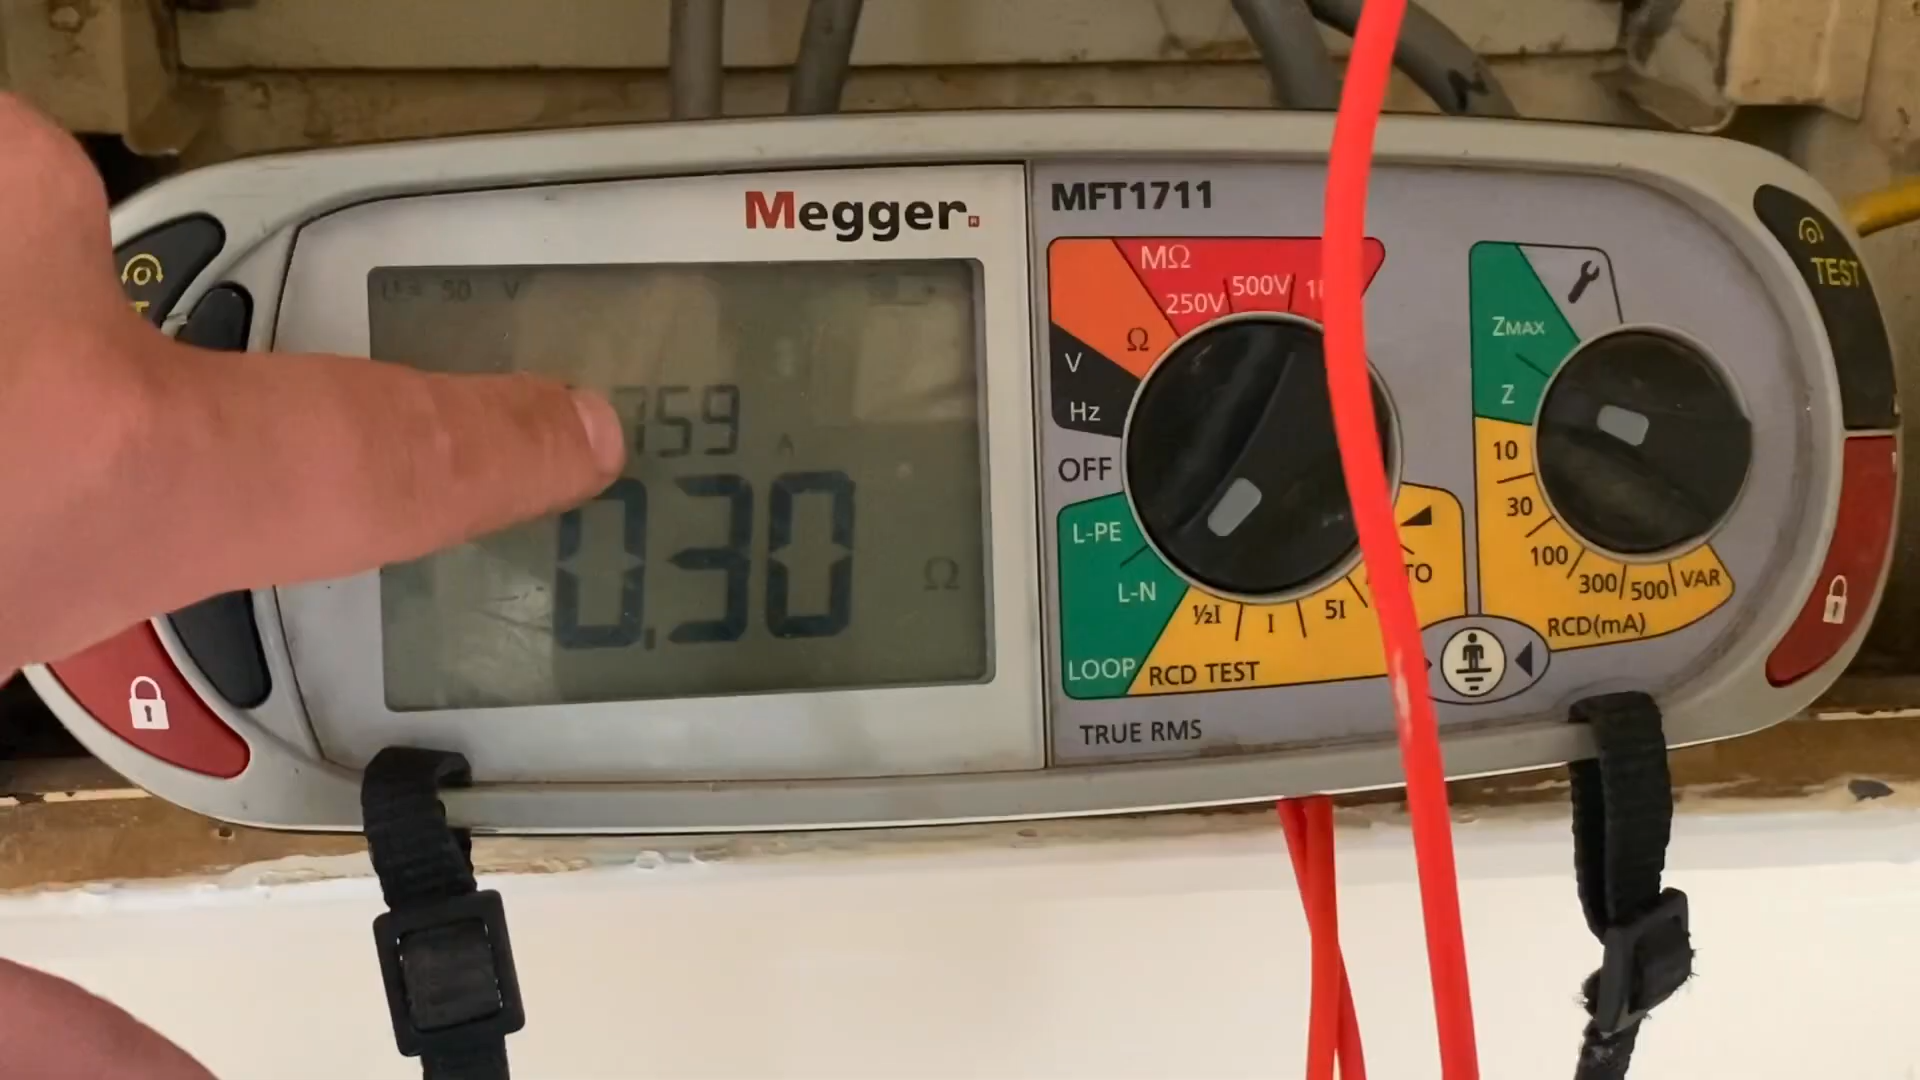 Megger.
MFT1711
MΩ
250V
500V
Ω
V
Hz
OFF
L-PE
L-N
LOOP
½I
I
5I
RCD TEST
TRUE RMS
50 V
759
A
0.30
Ω
ZMAX
Z
10
30
100
300
500
VAR
RCD(mA)
TEST